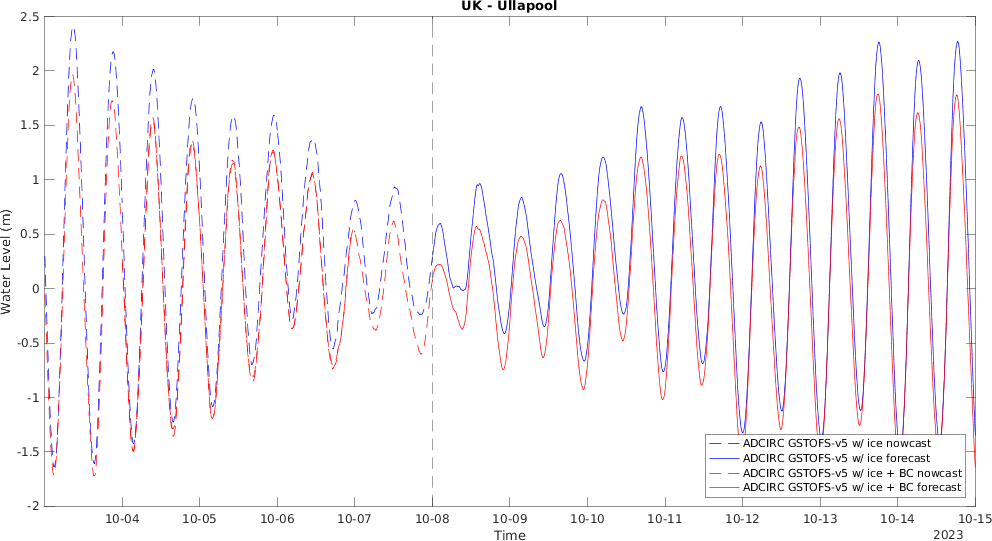 UK - Ullapool
2.5
2
1.5
1
0.5
0
-0.5
-1
-1.5
-2
Water Level (m)
10-04 10-05 10-06 10-07 10-08 10-09 10-10 10-11 10-12 10-13 10-14 10-15
Time
2023
ADCIRC GSTOFS-v5 w/ ice nowcast
ADCIRC GSTOFS-v5 w/ ice forecast
ADCIRC GSTOFS-v5 w/ ice + BC nowcast
ADCIRC GSTOFS-v5 w/ ice + BC forecast